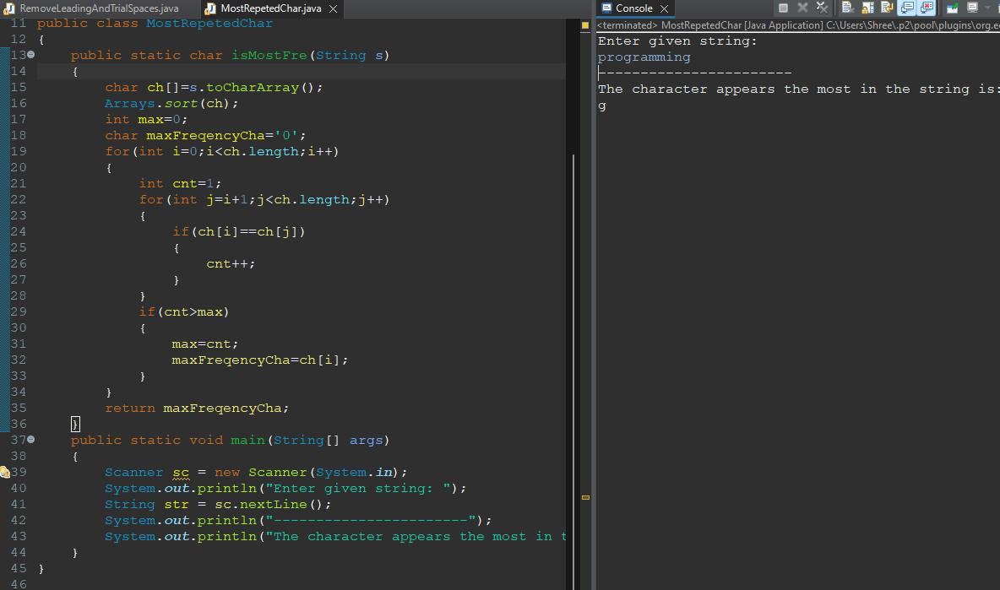 RemoveLeadingAndTrialSpaces.java MostRepetedChar.java
11 public class MostRepetedChar
12 {
13 public static char isMostFre(String s)
14 {
15 char ch[]=s.toCharArray();
16 Arrays.sort(ch);
17 int max=0;
18 char maxFreqencyCha='0';
19 for(int i=0;i<ch.length;i++)
20 {
21 int cnt=1;
22 for(int j=i+1;j<ch.length;j++)
23 {
24 if(ch[i]==ch[j])
25 {
26 cnt++;
27 }
28 }
29 if(cnt>max)
30 {
31 max=cnt;
32 maxFreqencyCha=ch[i];
33 }
34 }
35 return maxFreqencyCha;
36 }
37 public static void main(String[] args)
38 {
39 Scanner sc = new Scanner(System.in);
40 System.out.println("Enter given string: ");
41 String str = sc.nextLine();
42 System.out.println("-----------------------");
43 System.out.println("The character appears the most in t
44 }
45 }
46
Console
<terminated> MostRepetedChar [Java Application] C:\Users\Shree\.p2\pool\plugins\org.e
Enter given string:
programming
-----------------------
The character appears the most in the string is:
g